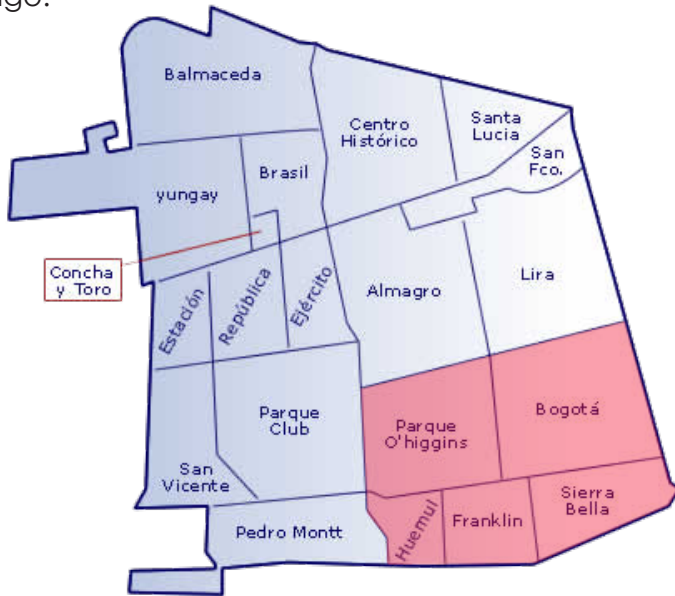 Balmaceda
Centro
Histórico
Santa
Lucia
San
Fco.
yungay
Brasil
Concha
y Toro
Estación
República
Ejército
Almagro
Lira
Parque
Club
Parque
O'higgins
Bogotá
San
Vicente
Pedro Montt
Huemul
Franklin
Sierra
Bella